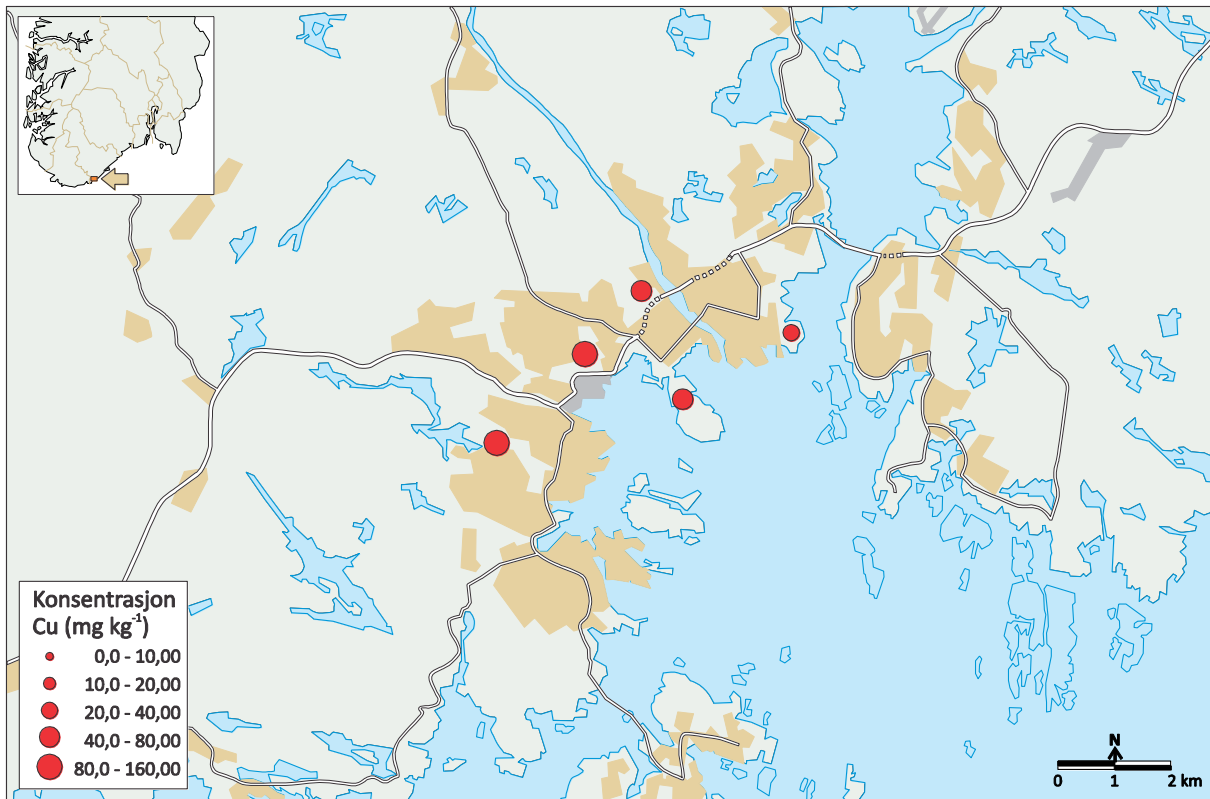 Konsentrasjon
Cu (mg kg⁻¹)
0,0 - 10,00
10,0 - 20,00
20,0 - 40,00
40,0 - 80,00
80,0 - 160,00
N
0 1 2 km